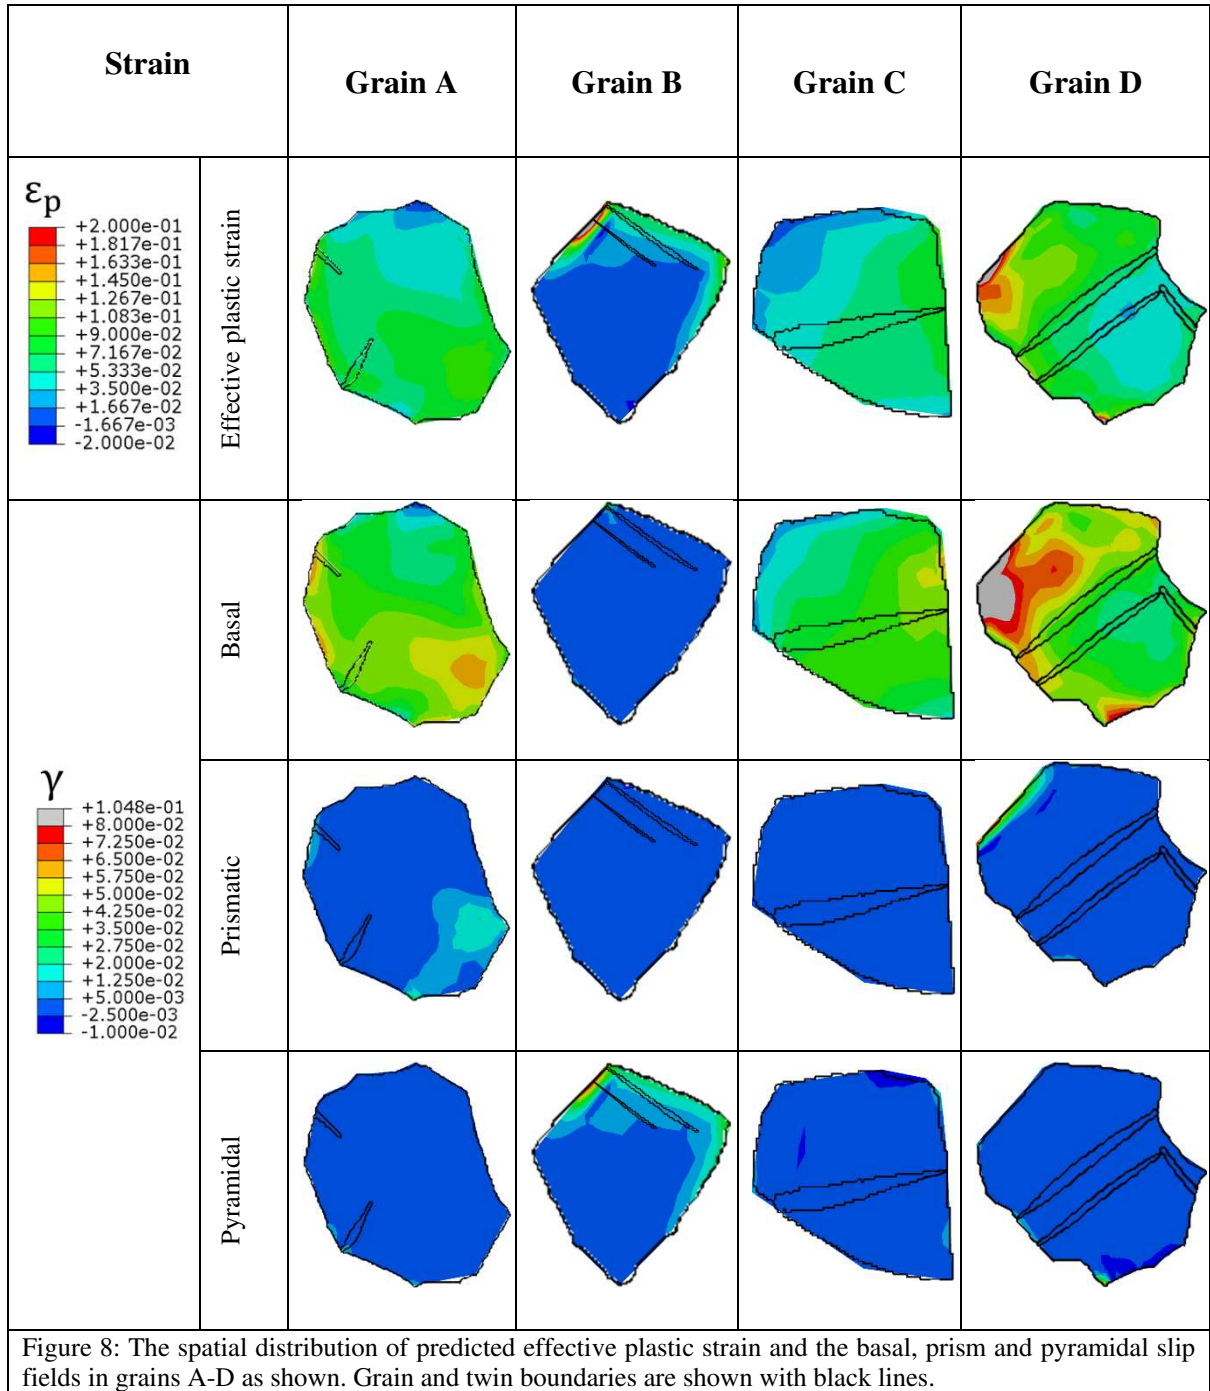 Strain
Grain A
Grain B
Grain C
Grain D
εp
+2.000e-01
+1.817e-01
+1.633e-01
+1.450e-01
+1.267e-01
+1.083e-01
+9.000e-02
+7.167e-02
+5.333e-02
+3.500e-02
+1.667e-02
-1.667e-03
-2.000e-02
Effective plastic strain
Basal
γ
+1.048e-01
+8.000e-02
+7.250e-02
+6.500e-02
+5.750e-02
+5.000e-02
+4.250e-02
+3.500e-02
+2.750e-02
+2.000e-02
+1.250e-02
+5.000e-03
-2.500e-03
-1.000e-02
Prismatic
Pyramidal
Figure 8: The spatial distribution of predicted effective plastic strain and the basal, prism and pyramidal slip
fields in grains A-D as shown. Grain and twin boundaries are shown with black lines.